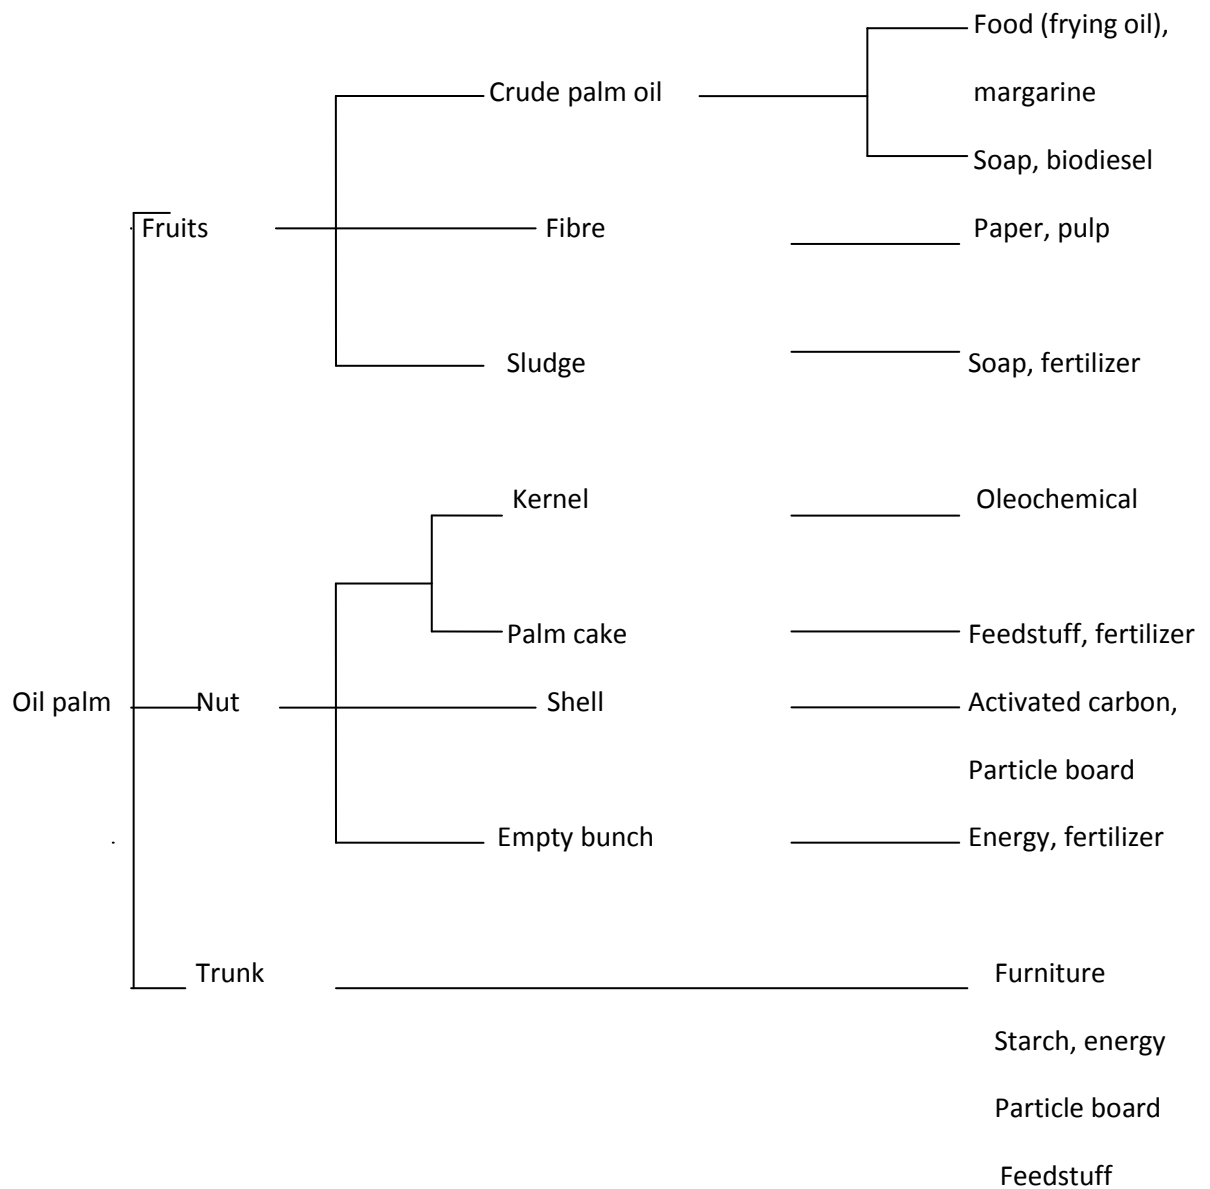 Food (frying oil),
Crude palm oil margarine
Soap, biodiesel
Fruits Fibre Paper, pulp
Sludge Soap, fertilizer
Kernel Oleochemical
Palm cake Feedstuff, fertilizer
Oil palm Nut Shell Activated carbon,
Particle board
Empty bunch Energy, fertilizer
Trunk Furniture
Starch, energy
Particle board
Feedstuff